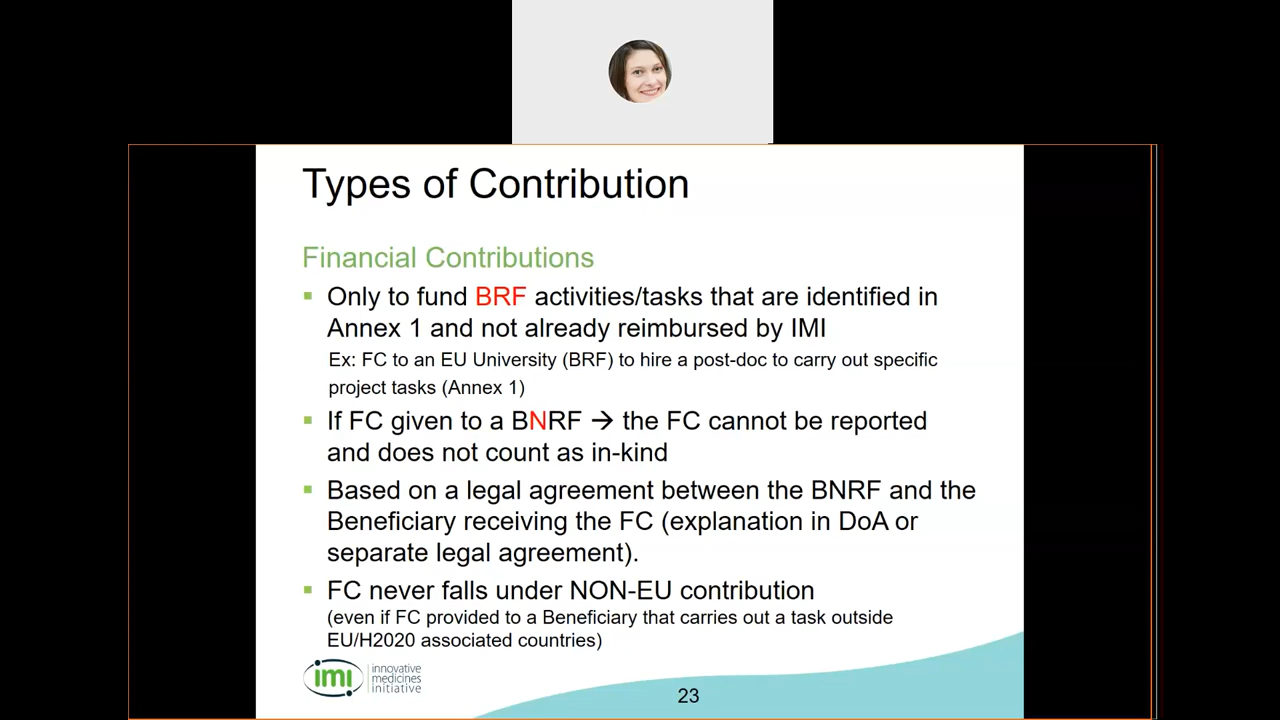 Types of Contribution
Financial Contributions
▪ Only to fund BRF activities/tasks that are identified in
Annex 1 and not already reimbursed by IMI
Ex: FC to an EU University (BRF) to hire a post-doc to carry out specific
project tasks (Annex 1)
▪ If FC given to a BNRF → the FC cannot be reported
and does not count as in-kind
▪ Based on a legal agreement between the BNRF and the
Beneficiary receiving the FC (explanation in DoA or
separate legal agreement).
▪ FC never falls under NON-EU contribution
(even if FC provided to a Beneficiary that carries out a task outside
EU/H2020 associated countries)
imi
innovative
medicines
initiative
23